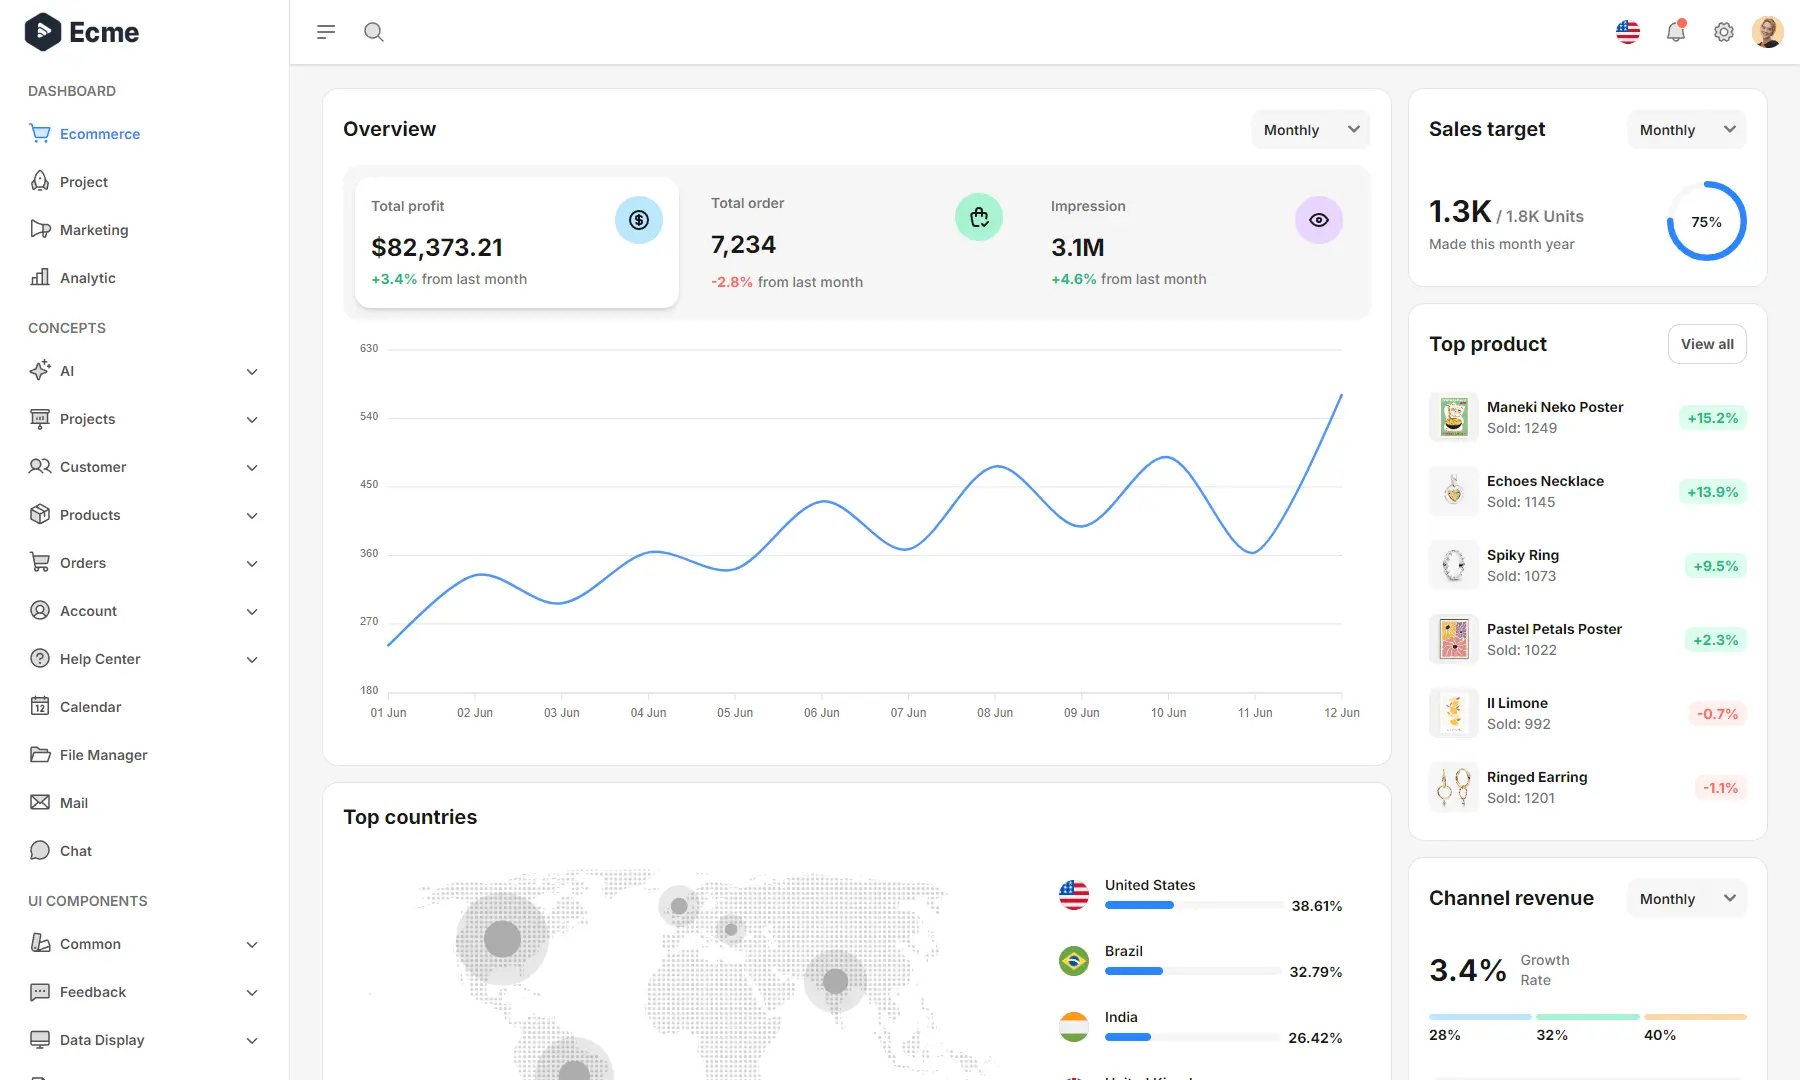 Ecme
DASHBOARD
Ecommerce
Project
Marketing
Analytic
CONCEPTS
AI
Projects
Customer
Products
Orders
Account
Help Center
Calendar
File Manager
Mail
Chat
UI COMPONENTS
Common
Feedback
Data Display
Overview
Monthly
Total profit
$82,373.21
+3.4% from last month
Total order
7,234
-2.8% from last month
Impression
3.1M
+4.6% from last month
630
540
450
360
270
180
01 Jun 02 Jun 03 Jun 04 Jun 05 Jun 06 Jun 07 Jun 08 Jun 09 Jun 10 Jun 11 Jun 12 Jun
Top countries
United States
38.61%
Brazil
32.79%
India
26.42%
Sales target
Monthly
1.3K / 1.8K Units
Made this month year
75%
Top product
View all
Maneki Neko Poster
Sold: 1249
+15.2%
Echoes Necklace
Sold: 1145
+13.9%
Spiky Ring
Sold: 1073
+9.5%
Pastel Petals Poster
Sold: 1022
+2.3%
Il Limone
Sold: 992
-0.7%
Ringed Earring
Sold: 1201
-1.1%
Channel revenue
Monthly
3.4%
Growth
Rate
28% 32% 40%